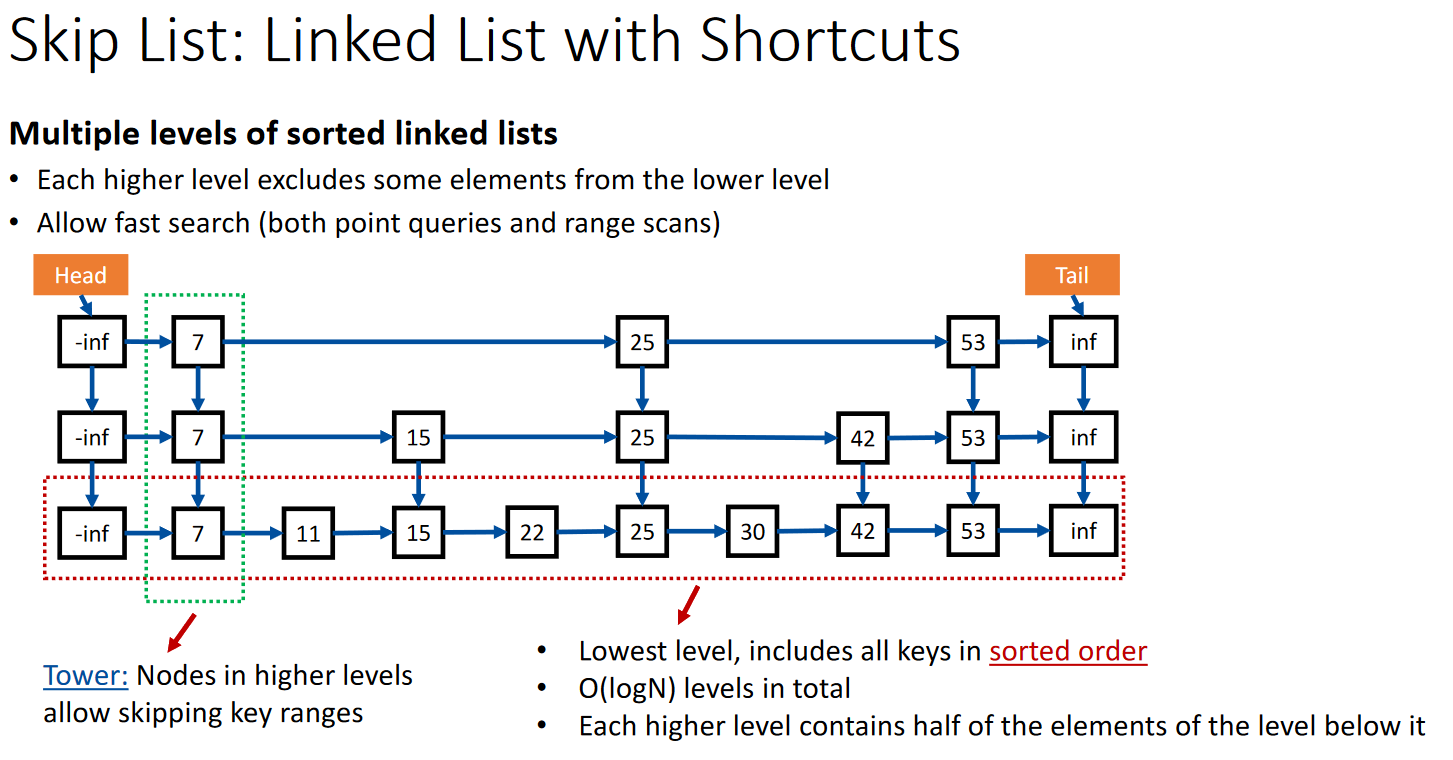 Skip List: Linked List with Shortcuts
Multiple levels of sorted linked lists
• Each higher level excludes some elements from the lower level
• Allow fast search (both point queries and range scans)
Head Tail
-inf 7 25 53 inf
-inf 7 15 25 42 53 inf
-inf 7 11 15 22 25 30 42 53 inf
Tower: Nodes in higher levels
allow skipping key ranges
• Lowest level, includes all keys in sorted order
• O(logN) levels in total
• Each higher level contains half of the elements of the level below it